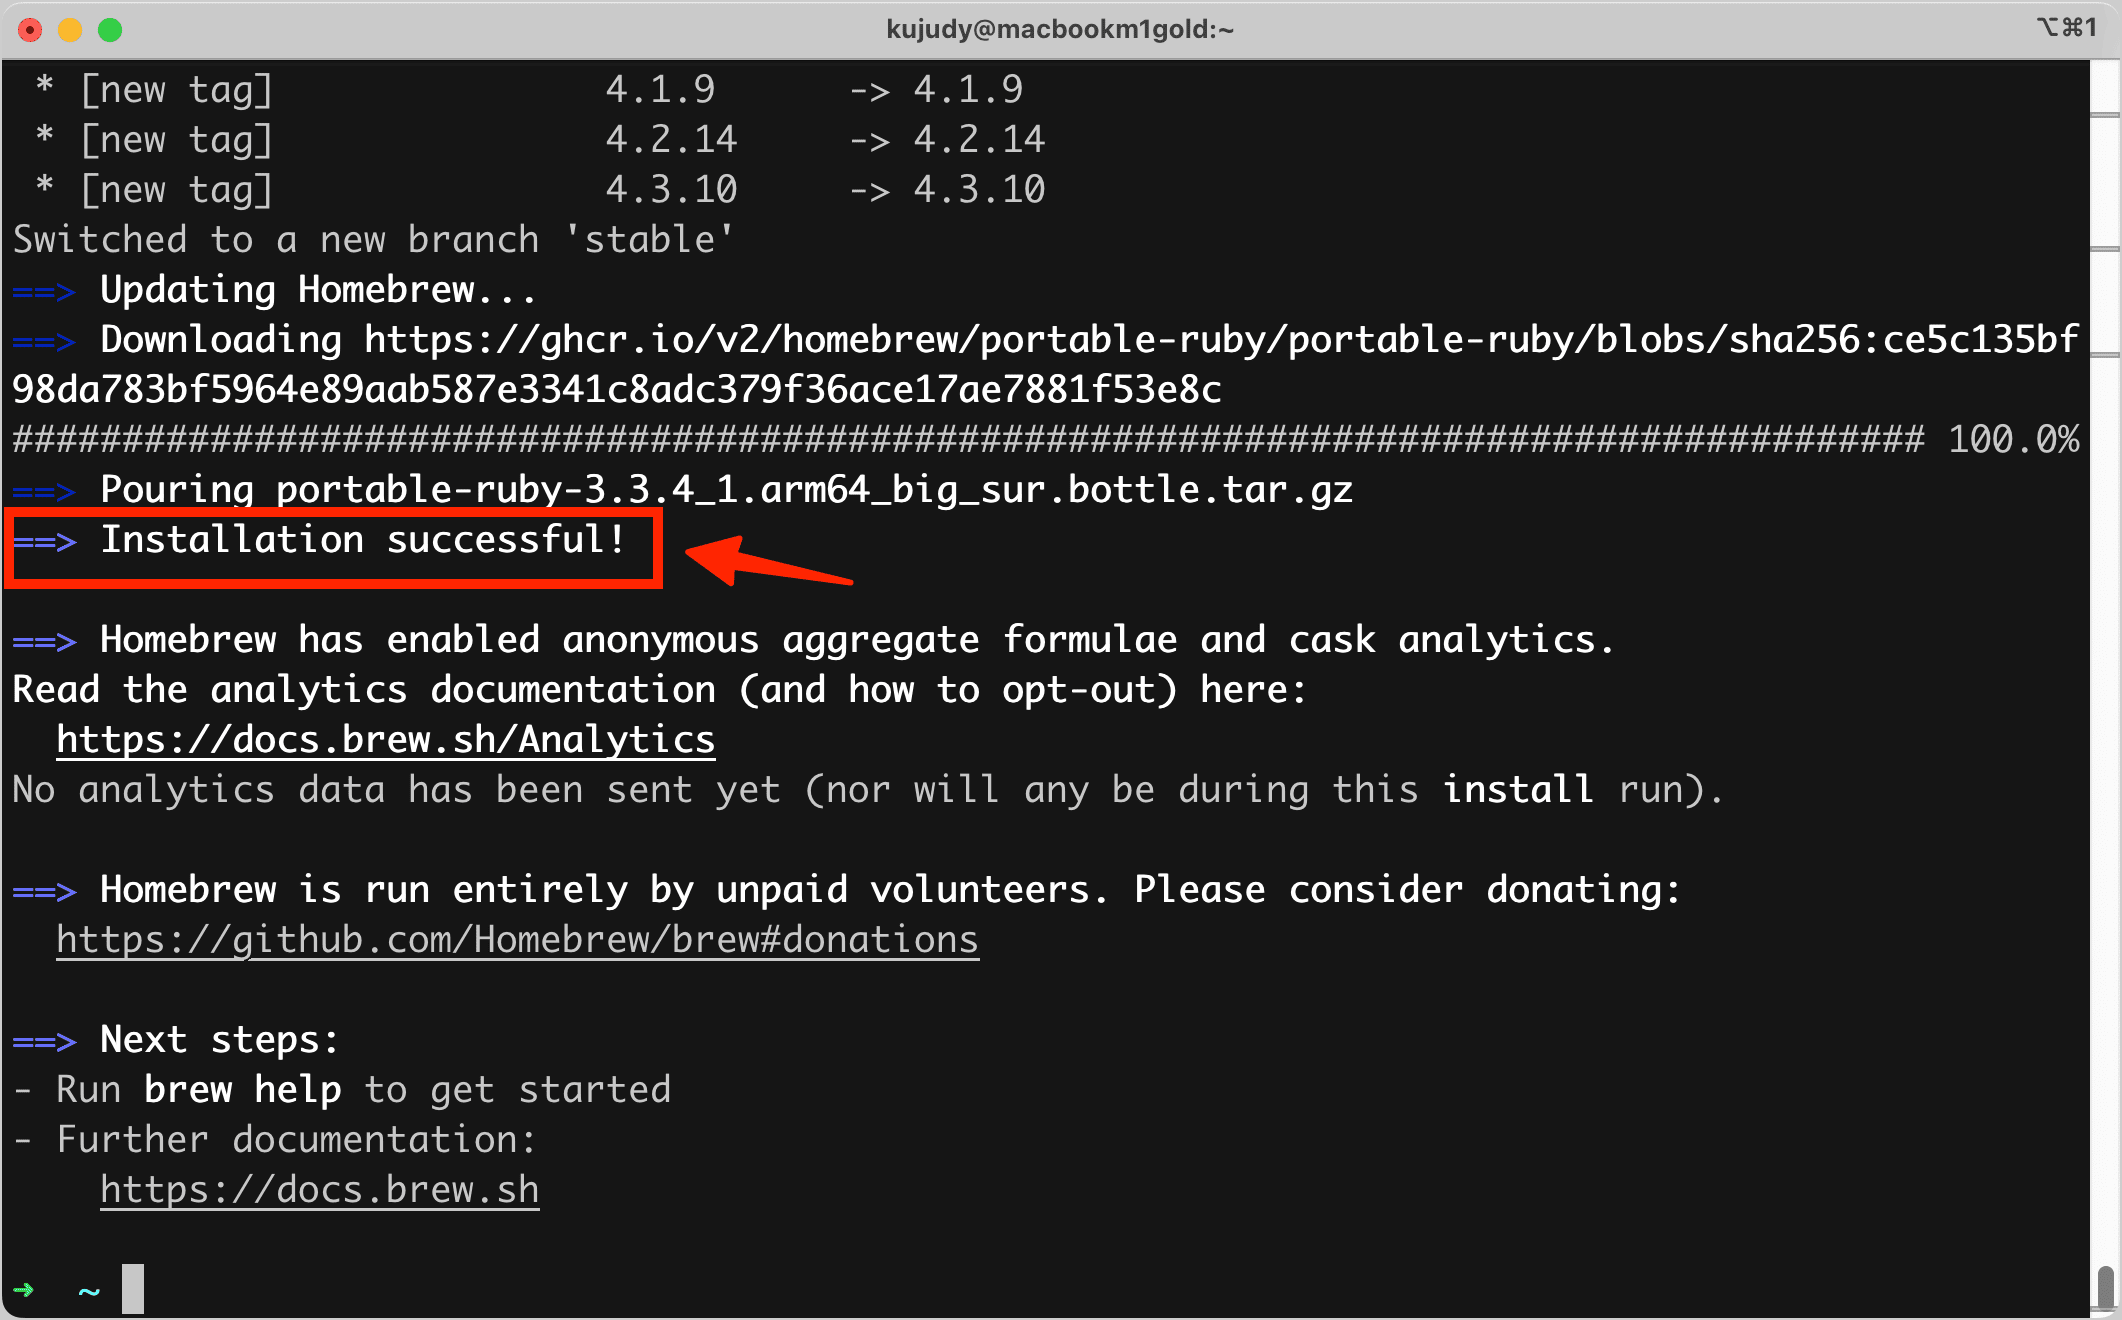 kujudy@macbookm1gold:~ ⌥⌘1
* [new tag] 4.1.9 -> 4.1.9
* [new tag] 4.2.14 -> 4.2.14
* [new tag] 4.3.10 -> 4.3.10
Switched to a new branch 'stable'
==> Updating Homebrew...
==> Downloading https://ghcr.io/v2/homebrew/portable-ruby/portable-ruby/blobs/sha256:ce5c135bf
98da783bf5964e89aab587e3341c8adc379f36ace17ae7881f53e8c
####################################################################################### 100.0%
==> Pouring portable-ruby-3.3.4_1.arm64_big_sur.bottle.tar.gz
==> Installation successful!
==> Homebrew has enabled anonymous aggregate formulae and cask analytics.
Read the analytics documentation (and how to opt-out) here:
https://docs.brew.sh/Analytics
No analytics data has been sent yet (nor will any be during this install run).
==> Homebrew is run entirely by unpaid volunteers. Please consider donating:
https://github.com/Homebrew/brew#donations
==> Next steps:
- Run brew help to get started
- Further documentation:
https://docs.brew.sh
➜ ~